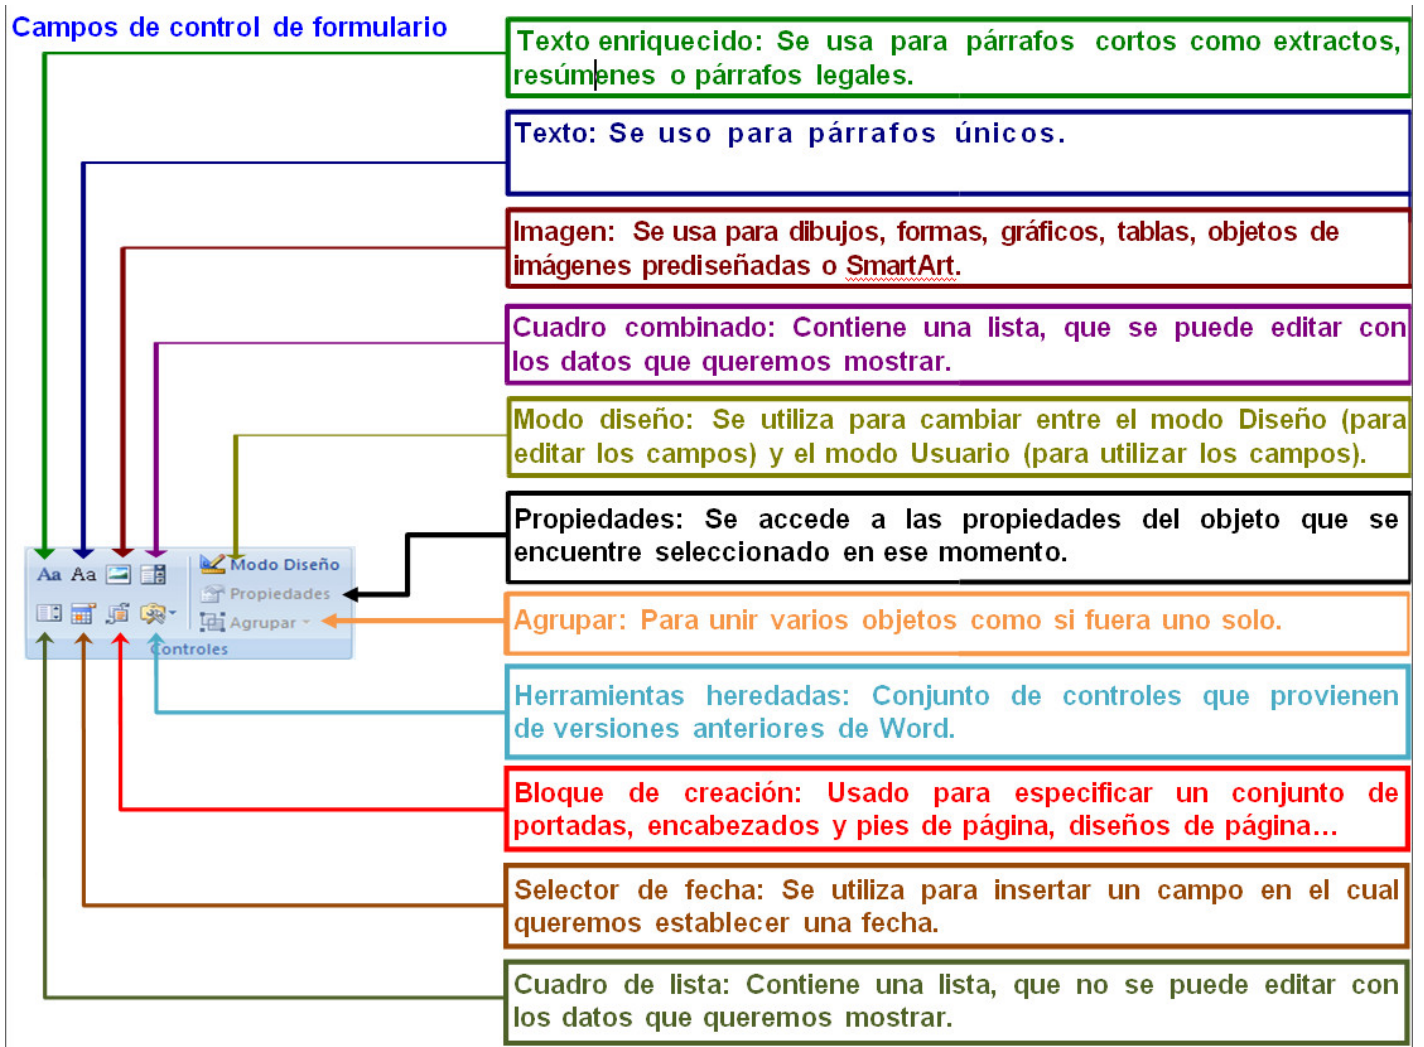 Campos de control de formulario
Texto enriquecido: Se usa para párrafos cortos como extractos,
resúmenes o párrafos legales.
Texto: Se uso para párrafos únicos.
Imagen: Se usa para dibujos, formas, gráficos, tablas, objetos de
imágenes prediseñadas o SmartArt.
Cuadro combinado: Contiene una lista, que se puede editar con
los datos que queremos mostrar.
Modo diseño: Se utiliza para cambiar entre el modo Diseño (para
editar los campos) y el modo Usuario (para utilizar los campos).
Propiedades: Se accede a las propiedades del objeto que se
encuentre seleccionado en ese momento.
Aa Aa Modo Diseño
Propiedades
Agrupar
Controles
Agrupar: Para unir varios objetos como si fuera uno solo.
Herramientas heredadas: Conjunto de controles que provienen
de versiones anteriores de Word.
Bloque de creación: Usado para especificar un conjunto de
portadas, encabezados y pies de página, diseños de página...
Selector de fecha: Se utiliza para insertar un campo en el cual
queremos establecer una fecha.
Cuadro de lista: Contiene una lista, que no se puede editar con
los datos que queremos mostrar.